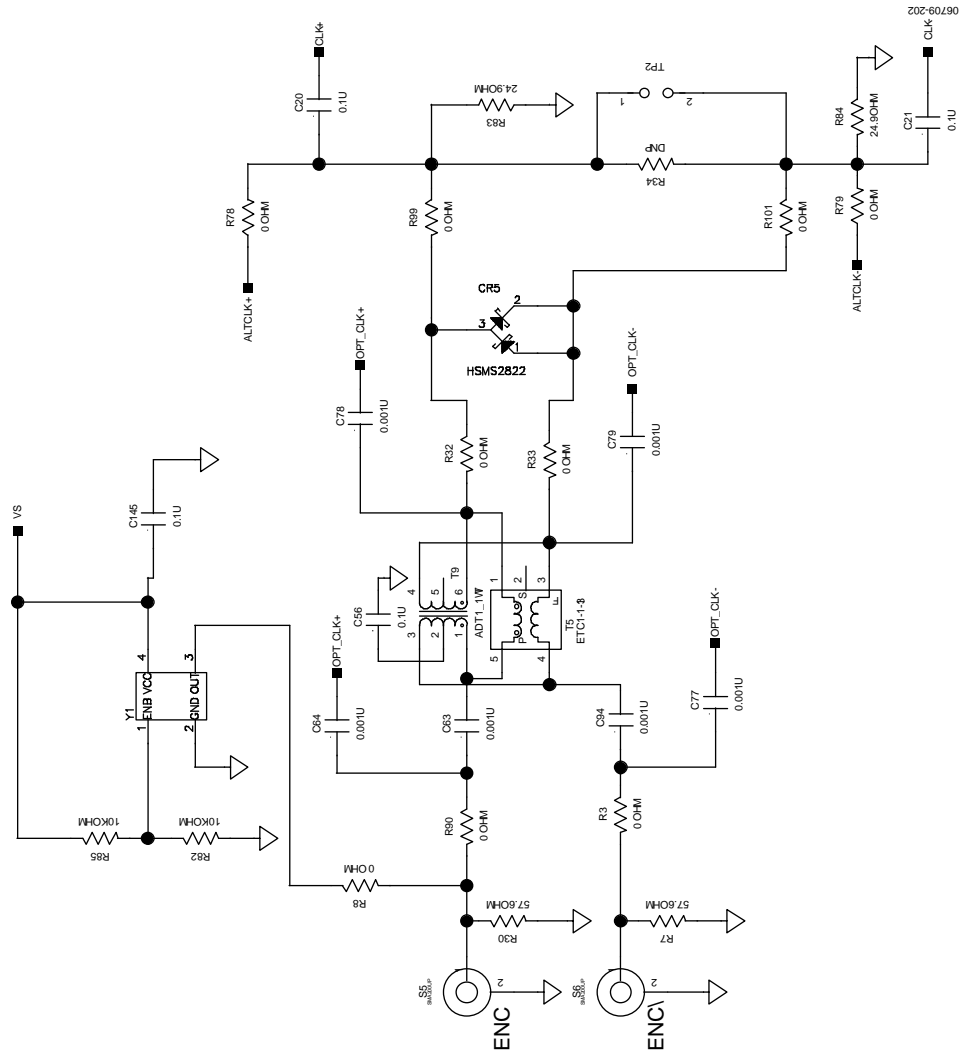 06709-202
CLK+
C20
0.1U
24.9OHM
R83
TP2
1
2
DNP
R34
R84
24.9OHM
CLK-
C21
0.1U
R78
0 OHM
ALTCLK+
R99
0 OHM
R101
0 OHM
R79
0 OHM
ALTCLK-
CR5
2
3
1
HSMS2822
OPT_CLK+
C78
0.001U
R32
0 OHM
R33
0 OHM
OPT_CLK-
C79
0.001U
VS
C145
0.1U
Y1
ENB VCC
GND OUT
1
4
2
3
R85
10KOHM
R82
10KOHM
C56
0.1U
4
5
6
T9
3
2
1
ADT1_1WT
1
2
3
S
F
P
5
4
T5
ETC1-1-13
OPT_CLK+
C64
0.001U
C63
0.001U
C94
0.001U
OPT_CLK-
C77
0.001U
R90
0 OHM
R3
0 OHM
R8
0 OHM
57.6OHM
R30
57.6OHM
R7
S5
SMA200UP
1
2
ENC
S6
SMA200UP
1
2
ENC\